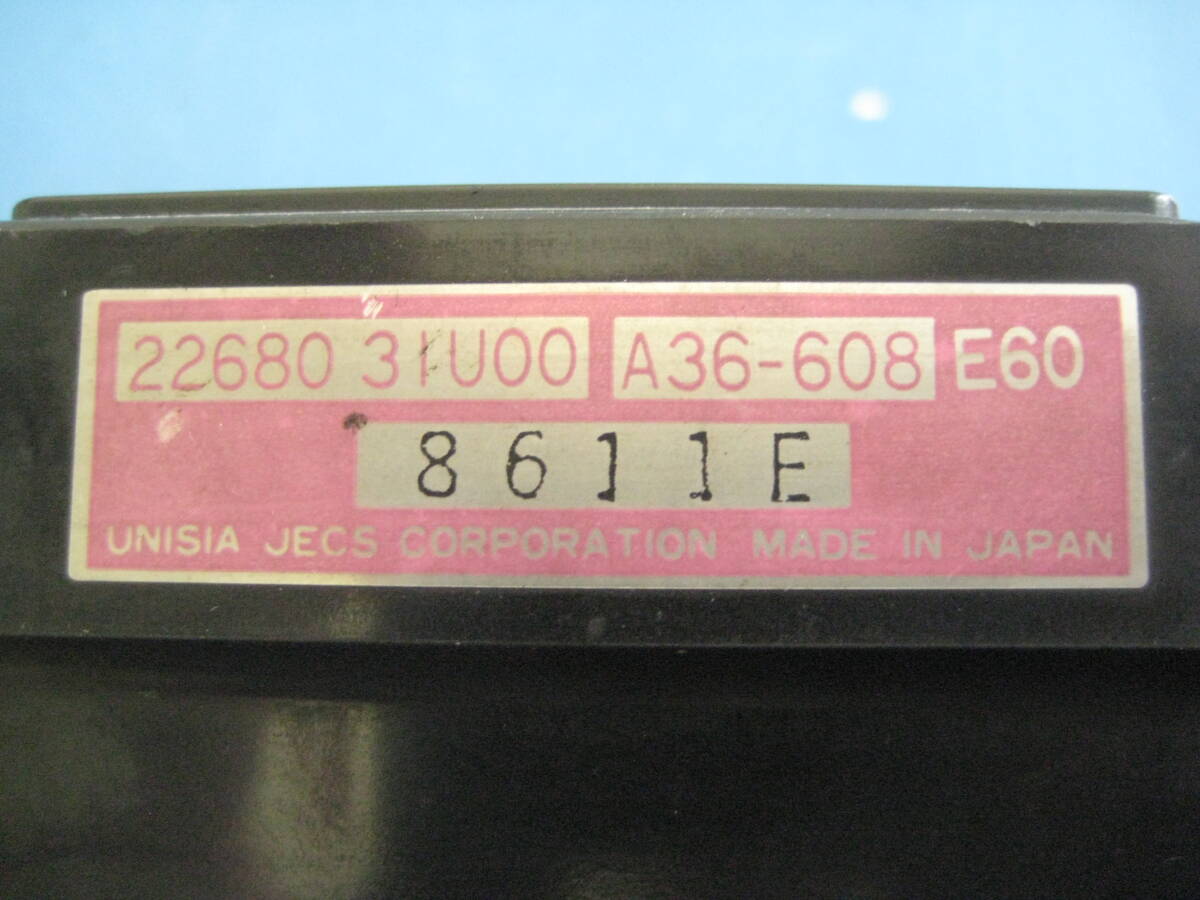 22680 31U00 A36-608 E60
8611E
UNISIA JECS CORPORATION MADE IN JAPAN